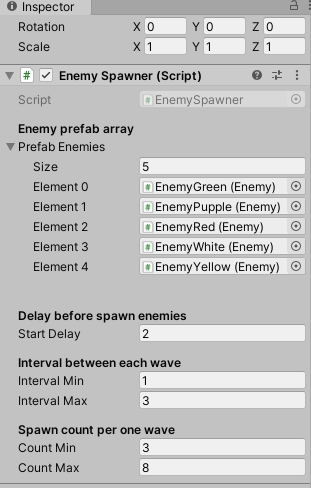 Inspector
Rotation X 0 Y 0 Z 0
Scale X 1 Y 1 Z 1
# Enemy Spawner (Script)
Script # EnemySpawner
Enemy prefab array
Prefab Enemies
Size 5
Element 0 # EnemyGreen (Enemy)
Element 1 # EnemyPupple (Enemy)
Element 2 # EnemyRed (Enemy)
Element 3 # EnemyWhite (Enemy)
Element 4 # EnemyYellow (Enemy)
Delay before spawn enemies
Start Delay 2
Interval between each wave
Interval Min 1
Interval Max 3
Spawn count per one wave
Count Min 3
Count Max 8